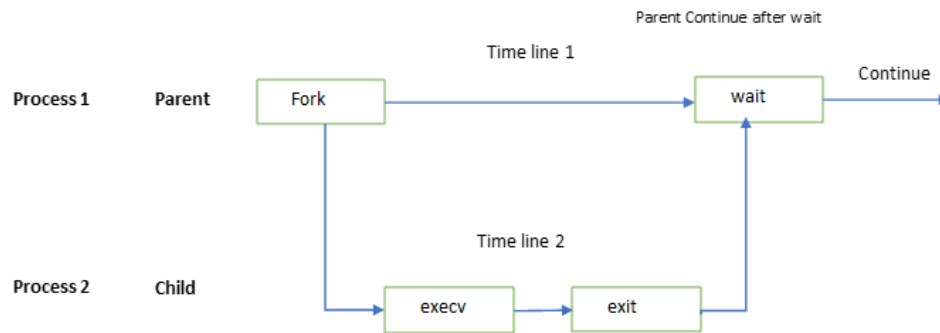 Parent Continue after wait
Time line 1
Continue
Process 1 Parent Fork wait
Time line 2
Process 2 Child execv exit